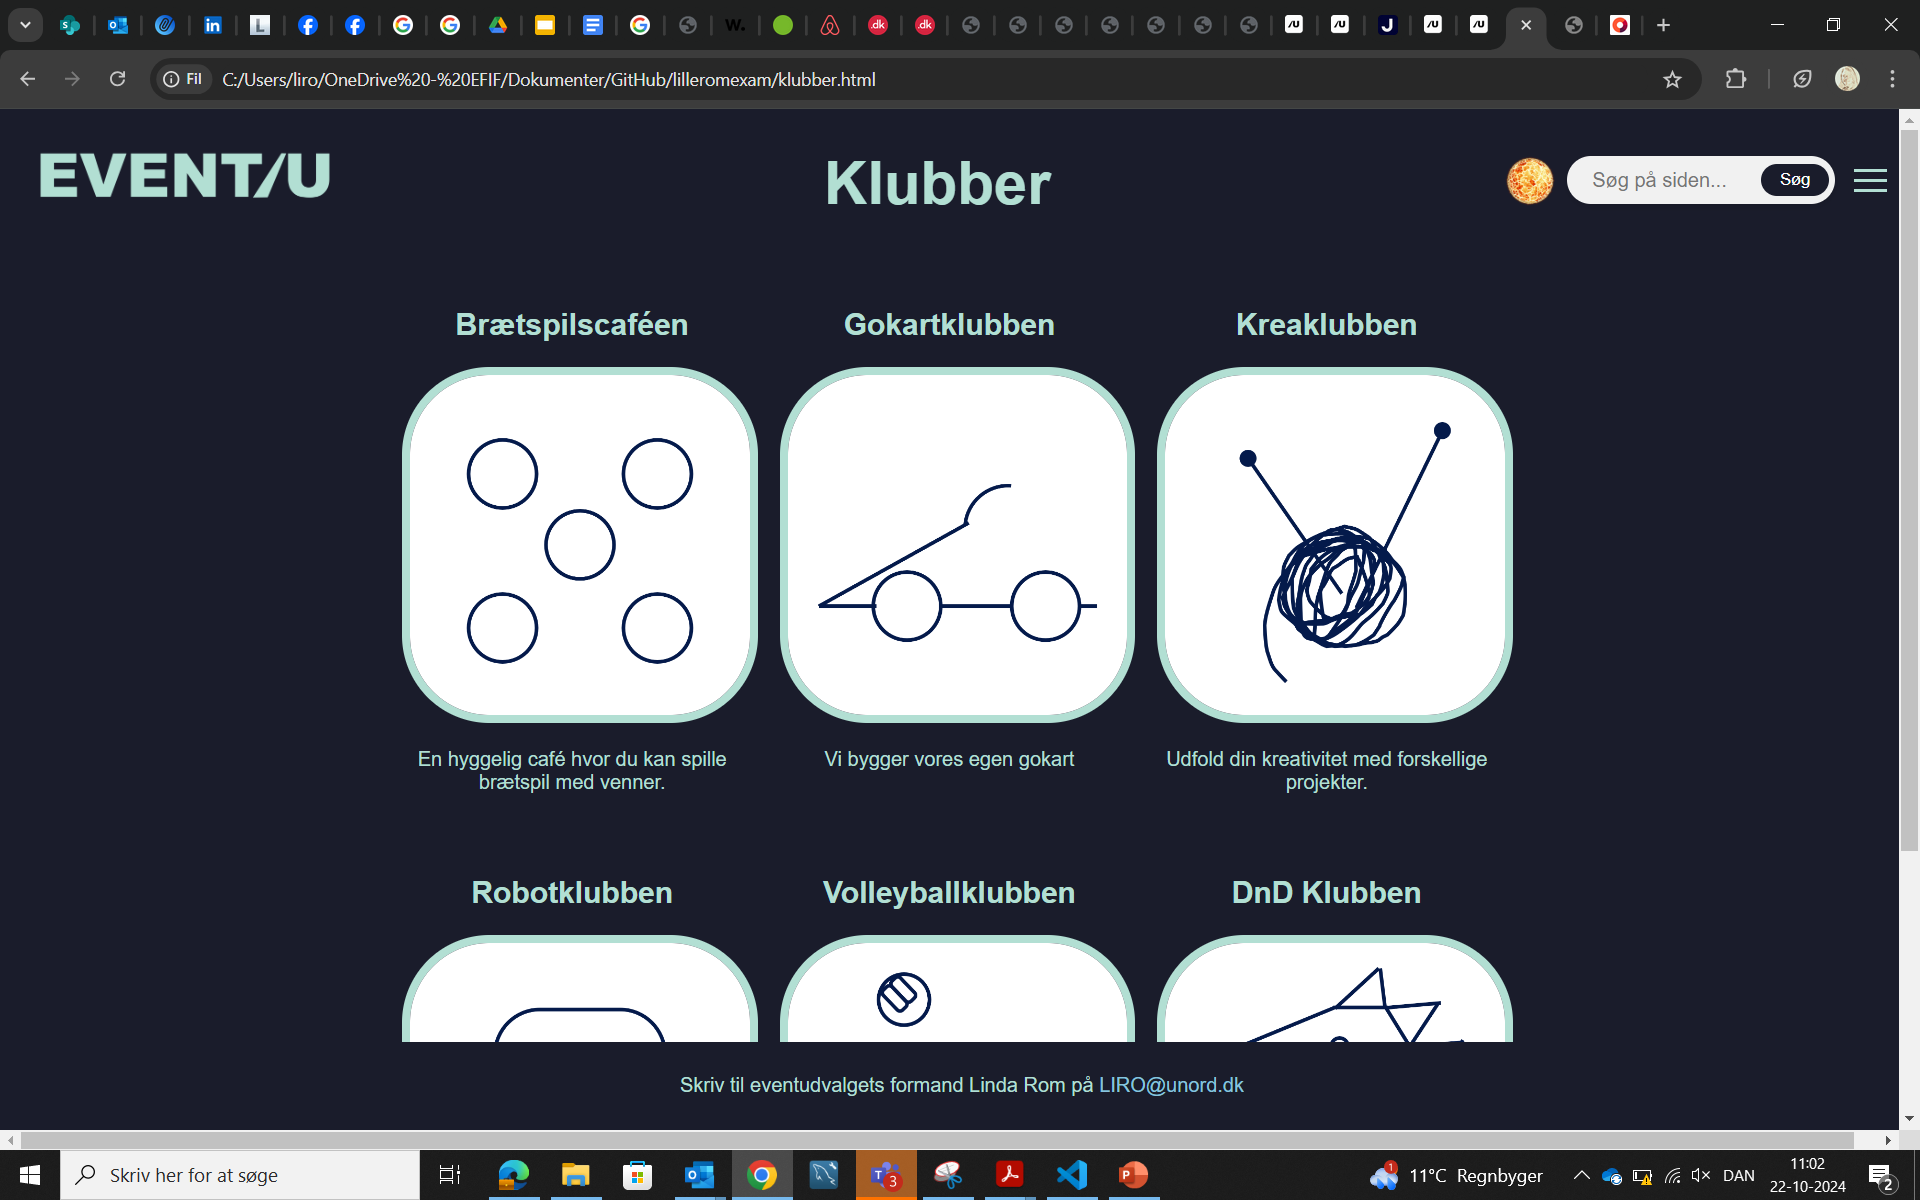 Fil
C:/Users/liro/OneDrive%20-%20EFIF/Dokumenter/GitHub/lilleromexam/klubber.html
EVENT/U
Klubber
Søg på siden...
Søg
Brætspilscaféen
Gokartklubben
Kreaklubben
En hyggelig café hvor du kan spille
brætspil med venner.
Vi bygger vores egen gokart
Udfold din kreativitet med forskellige
projekter.
Robotklubben
Volleyballklubben
DnD Klubben
Skriv til eventudvalgets formand Linda Rom på LIRO@unord.dk
Skriv her for at søge
3
1
11°C Regnbyger
DAN
11:02
22-10-2024
2